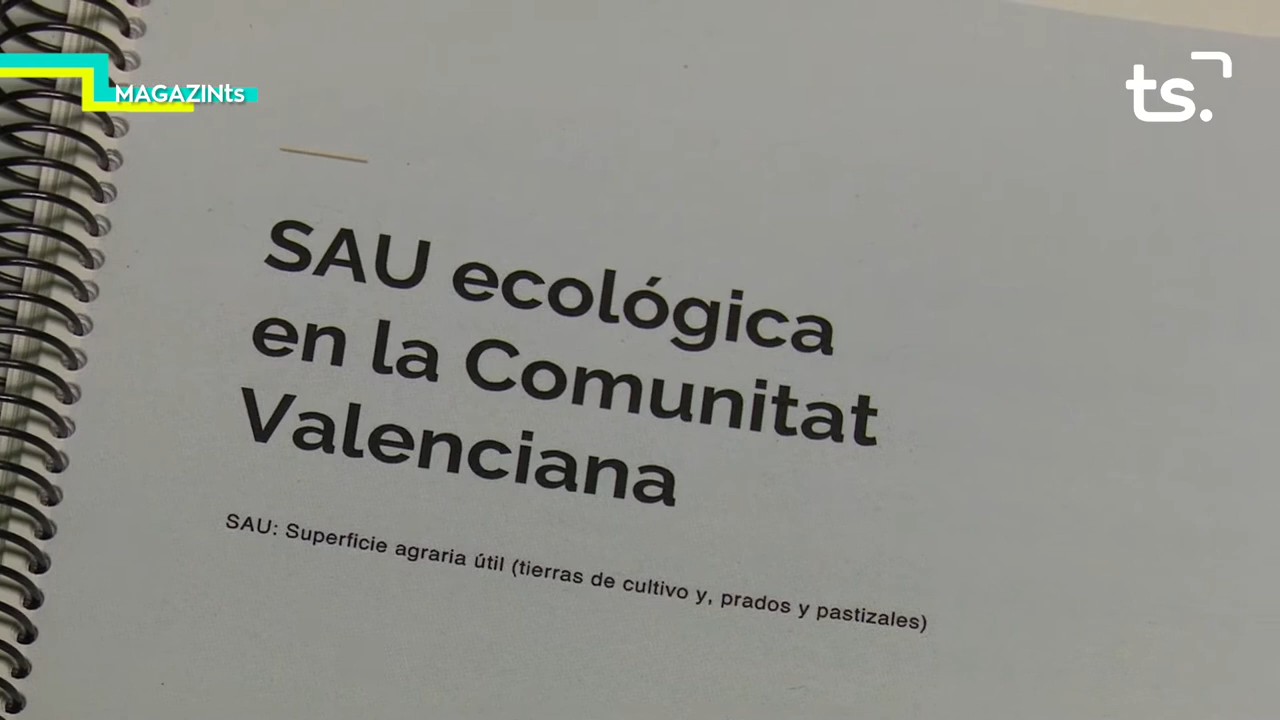 MAGAZINts
ts.
SAU ecológica
en la Comunitat
Valenciana
SAU: Superficie agraria útil (tierras de cultivo y, prados y pastizales)